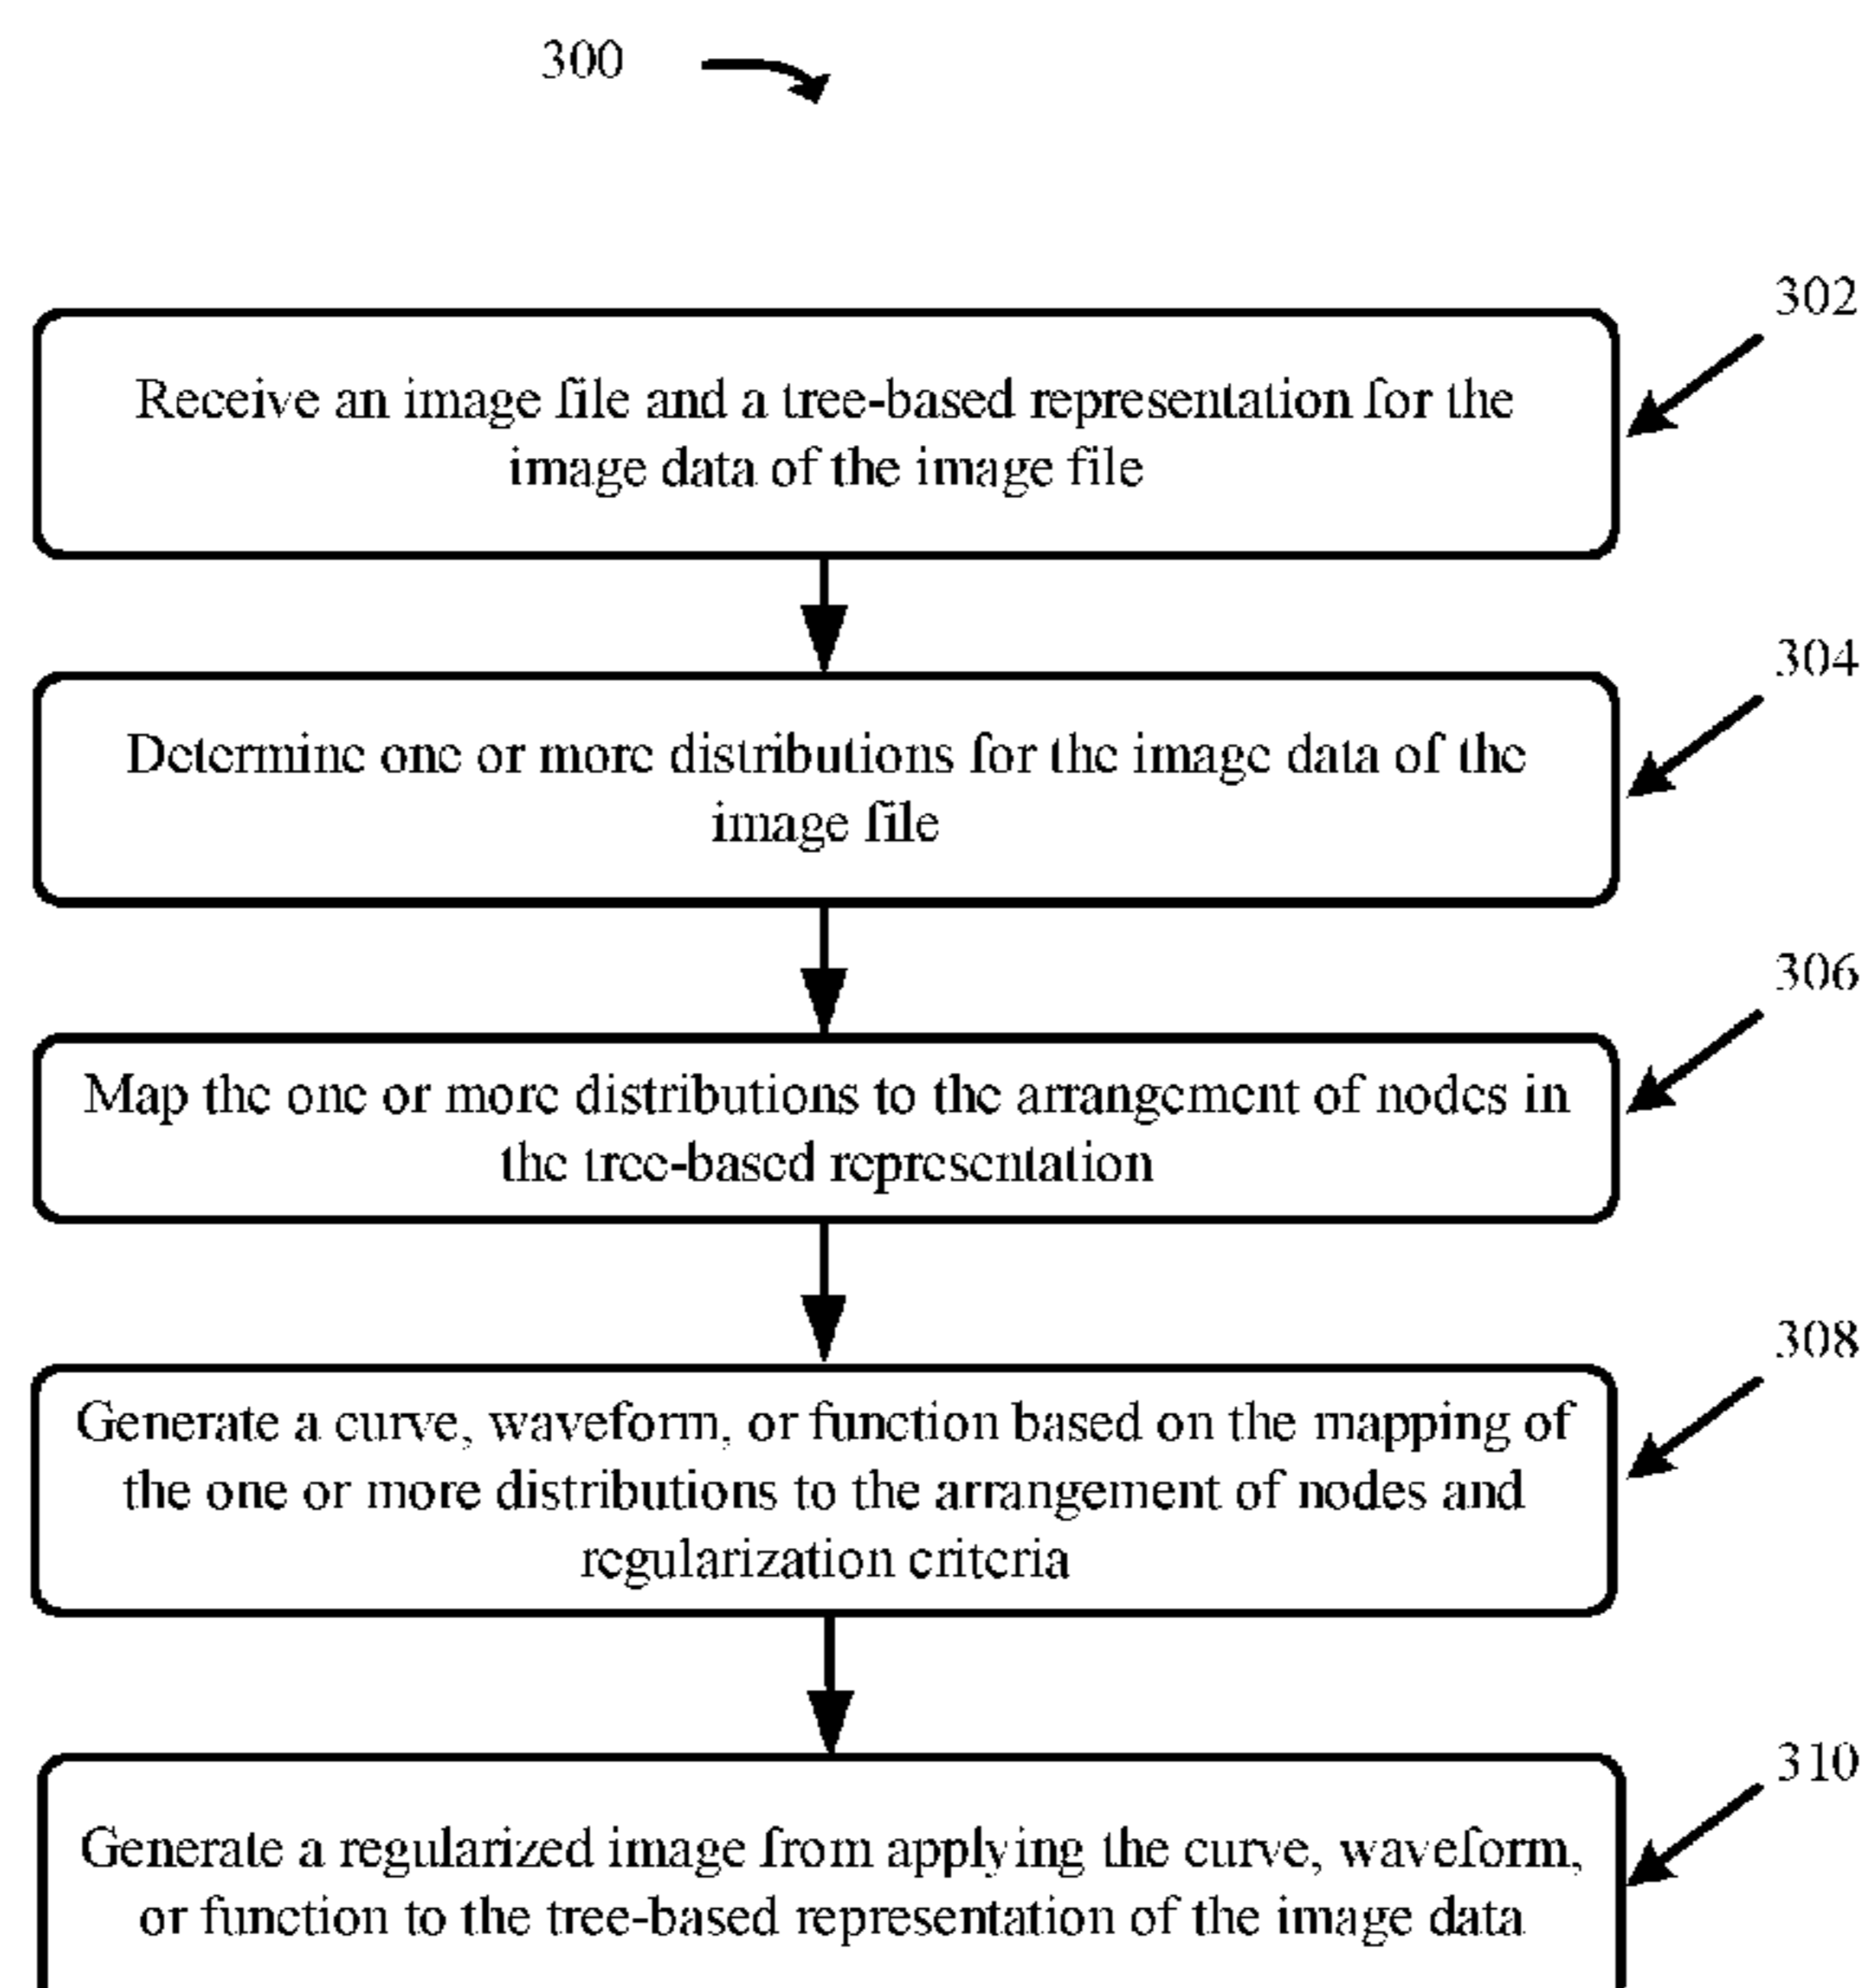 300
302
Receive an image file and a tree-based representation for the
image data of the image file
304
Determine one or more distributions for the image data of the
image file
306
Map the one or more distributions to the arrangement of nodes in
the tree-based representation
308
Generate a curve, waveform, or function based on the mapping of
the one or more distributions to the arrangement of nodes and
regularization criteria
310
Generate a regularized image from applying the curve, waveform,
or function to the tree-based representation of the image data